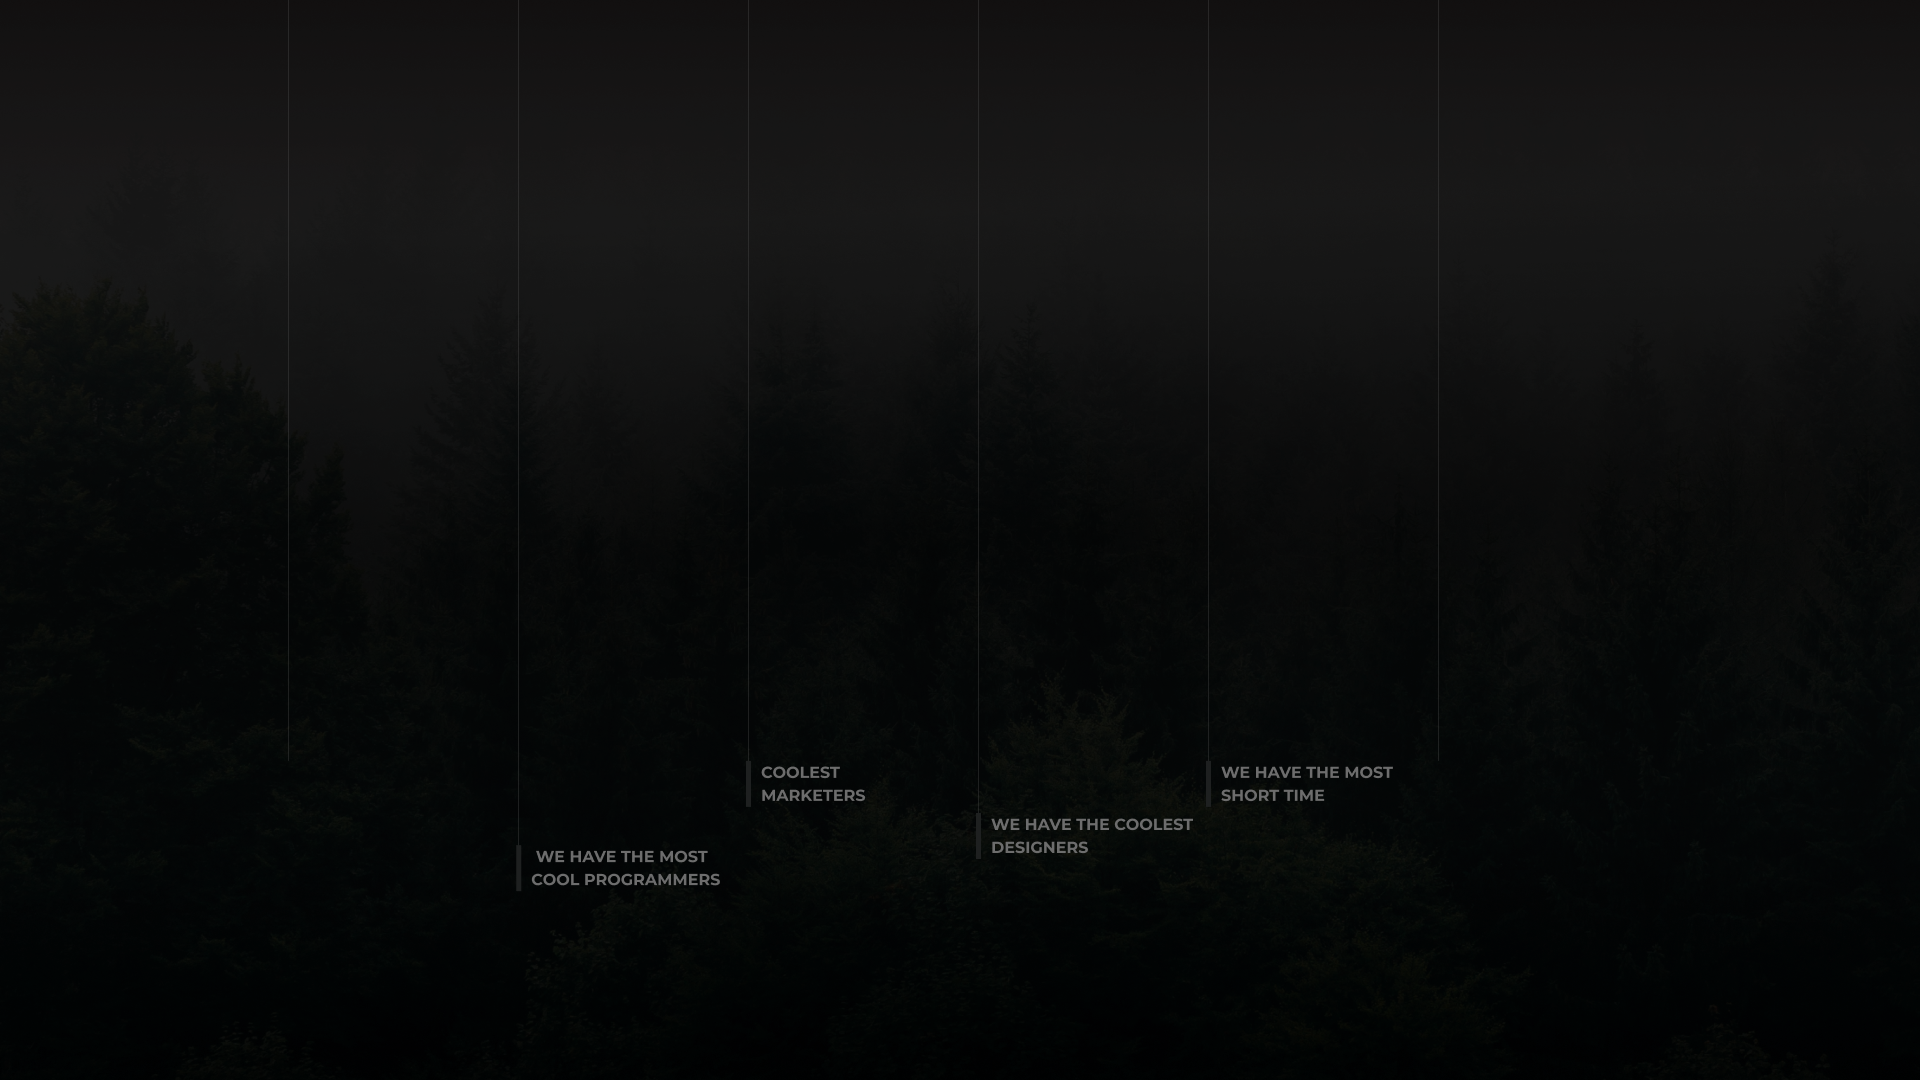 COOLEST
MARKETERS
WE HAVE THE MOST
SHORT TIME
WE HAVE THE COOLEST
DESIGNERS
WE HAVE THE MOST
COOL PROGRAMMERS